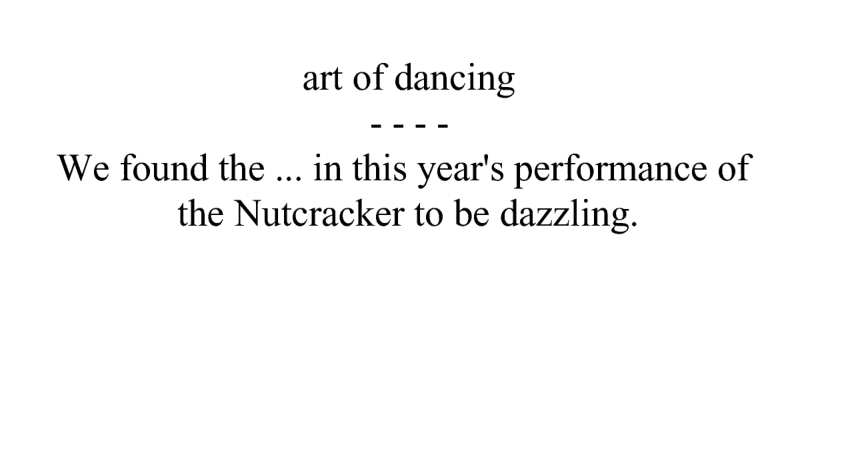 art of dancing
- - - -
We found the ... in this year's performance of
the Nutcracker to be dazzling.